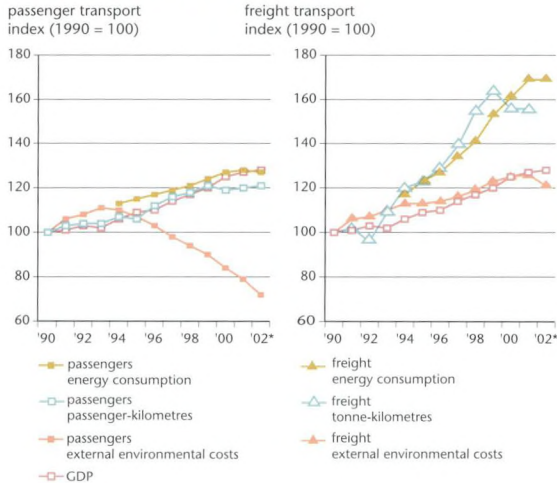 passenger transport
index (1990 = 100)
freight transport
index (1990 = 100)
180
160
140
120
100
80
60
'90 '92 '94 '96 '98 '00 '02*
180
160
140
120
100
80
60
'90 '92 '94 '96 '98 '00 '02*
passengers
energy consumption
passengers
passenger-kilometres
passengers
external environmental costs
GDP
freight
energy consumption
freight
tonne-kilometres
freight
external environmental costs